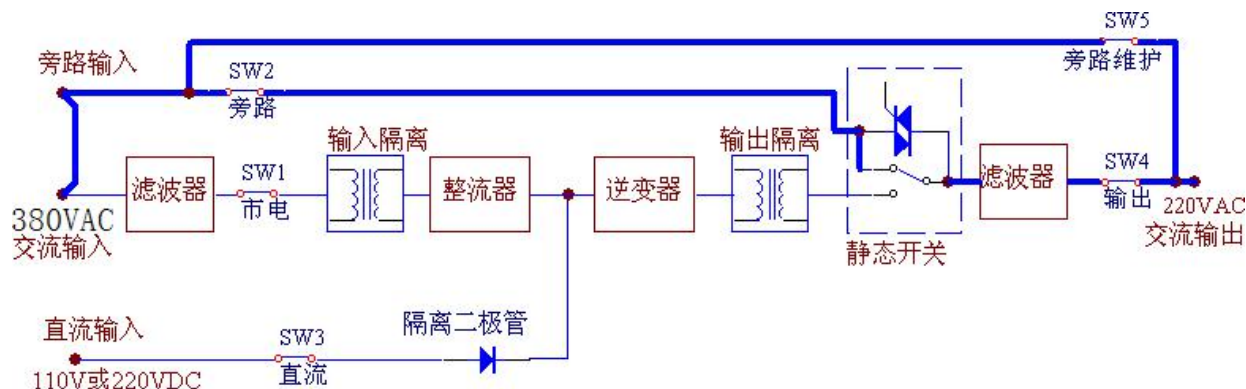 SW5
旁路维护
旁路输入
SW2
旁路
输入隔离
输出隔离
滤波器
SW1
市电
整流器
逆变器
滤波器
SW4
输出
380VAC
交流输入
220VAC
交流输出
静态开关
直流输入
SW3
直流
隔离二极管
110V或220VDC